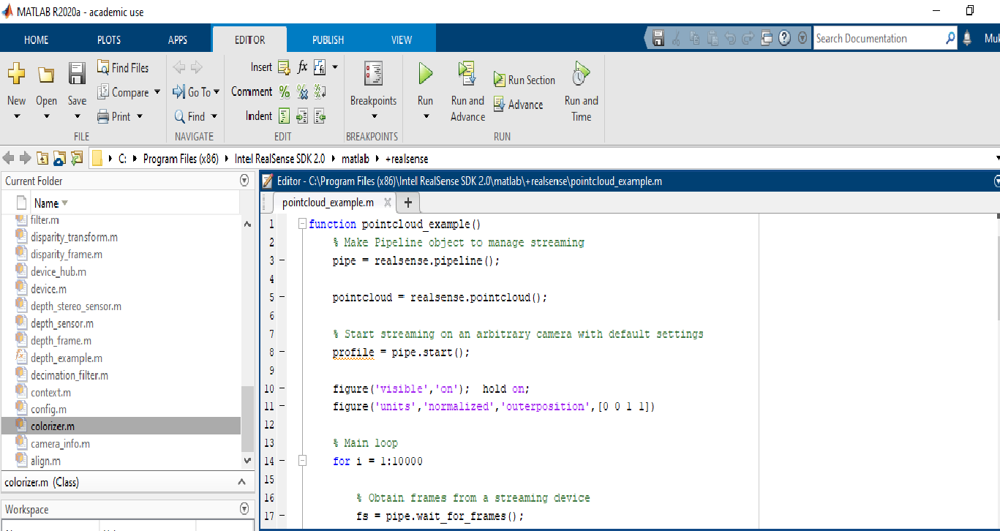 MATLAB R2020a - academic use
HOME PLOTS APPS EDITOR PUBLISH VIEW Search Documentation Muk
New Open Save Find Files Compare Print
FILE
Go To Find
NAVIGATE
Insert fx
Comment
Indent
EDIT
Breakpoints
BREAKPOINTS
Run Run and Advance Run Section Advance Run and Time
RUN
C: Program Files (x86) Intel RealSense SDK 2.0 matlab +realsense
Current Folder
Name
filter.m
disparity_transform.m
disparity_frame.m
device_hub.m
device.m
depth_stereo_sensor.m
depth_sensor.m
depth_frame.m
depth_example.m
decimation_filter.m
context.m
config.m
colorizer.m
camera_info.m
align.m
colorizer.m (Class)
Workspace
Editor - C:\Program Files (x86)\Intel RealSense SDK 2.0\matlab\+realsense\pointcloud_example.m
pointcloud_example.m
1 function pointcloud_example()
2 % Make Pipeline object to manage streaming
3 - pipe = realsense.pipeline();
4
5 - pointcloud = realsense.pointcloud();
6
7 % Start streaming on an arbitrary camera with default settings
8 - profile = pipe.start();
9
10 - figure('visible','on'); hold on;
11 - figure('units','normalized','outerposition',[0 0 1 1])
12
13 % Main loop
14 - for i = 1:10000
15
16 % Obtain frames from a streaming device
17 - fs = pipe.wait_for_frames();